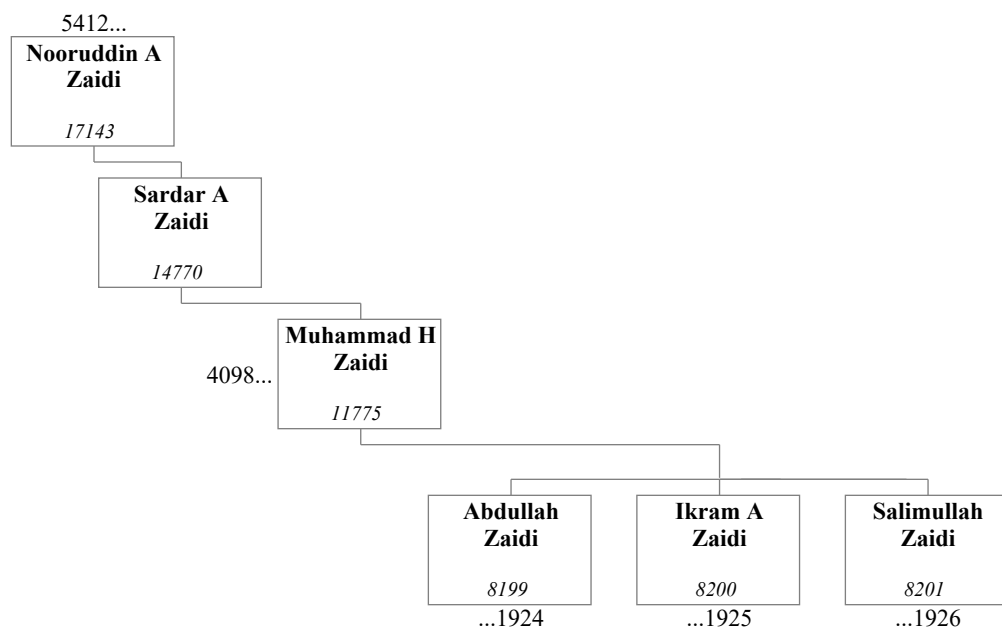 5412...
Nooruddin A
Zaidi
17143
Sardar A
Zaidi
14770
Muhammad H
Zaidi
4098...
11775
Abdullah
Zaidi
8199
...1924
Ikram A
Zaidi
8200
...1925
Salimullah
Zaidi
8201
...1926